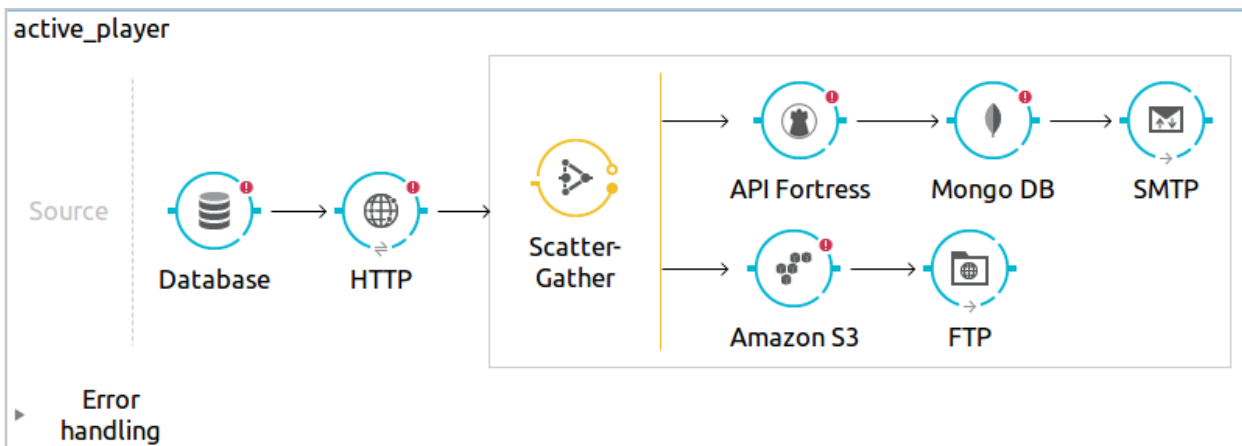 active_player
Source
Database
HTTP
Scatter-
Gather
API Fortress
Mongo DB
SMTP
Amazon S3
FTP
Error
handling